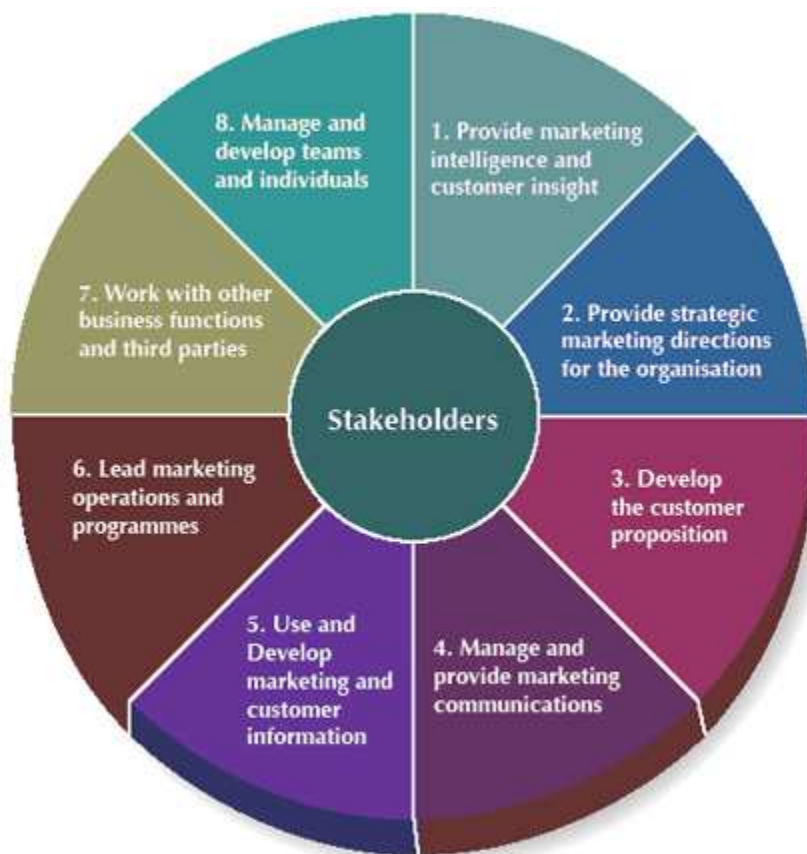 8. Manage and
develop teams
and individuals
1. Provide marketing
intelligence and
customer insight
7. Work with other
business functions
and third parties
2. Provide strategic
marketing directions
for the organisation
Stakeholders
6. Lead marketing
operations and
programmes
3. Develop
the customer
proposition
5. Use and
Develop
marketing and
customer
information
4. Manage and
provide marketing
communications